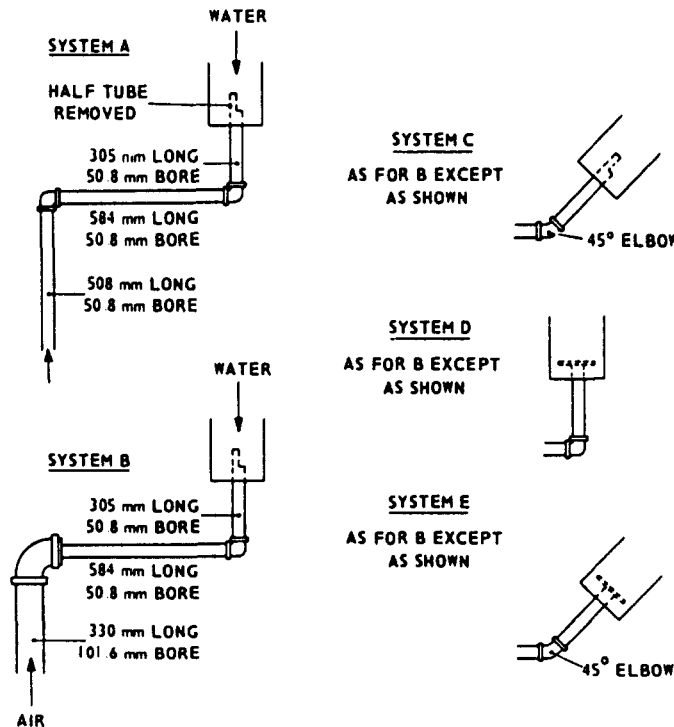 WATER
SYSTEM A
HALF TUBE
REMOVED
305 mm LONG
50.8 mm BORE
584 mm LONG
50.8 mm BORE
508 mm LONG
50.8 mm BORE
WATER
SYSTEM B
305 mm LONG
50.8 mm BORE
584 mm LONG
50.8 mm BORE
330 mm LONG
101.6 mm BORE
AIR
SYSTEM C
AS FOR B EXCEPT
AS SHOWN
45° ELBOW
SYSTEM D
AS FOR B EXCEPT
AS SHOWN
SYSTEM E
AS FOR B EXCEPT
AS SHOWN
45° ELBOW